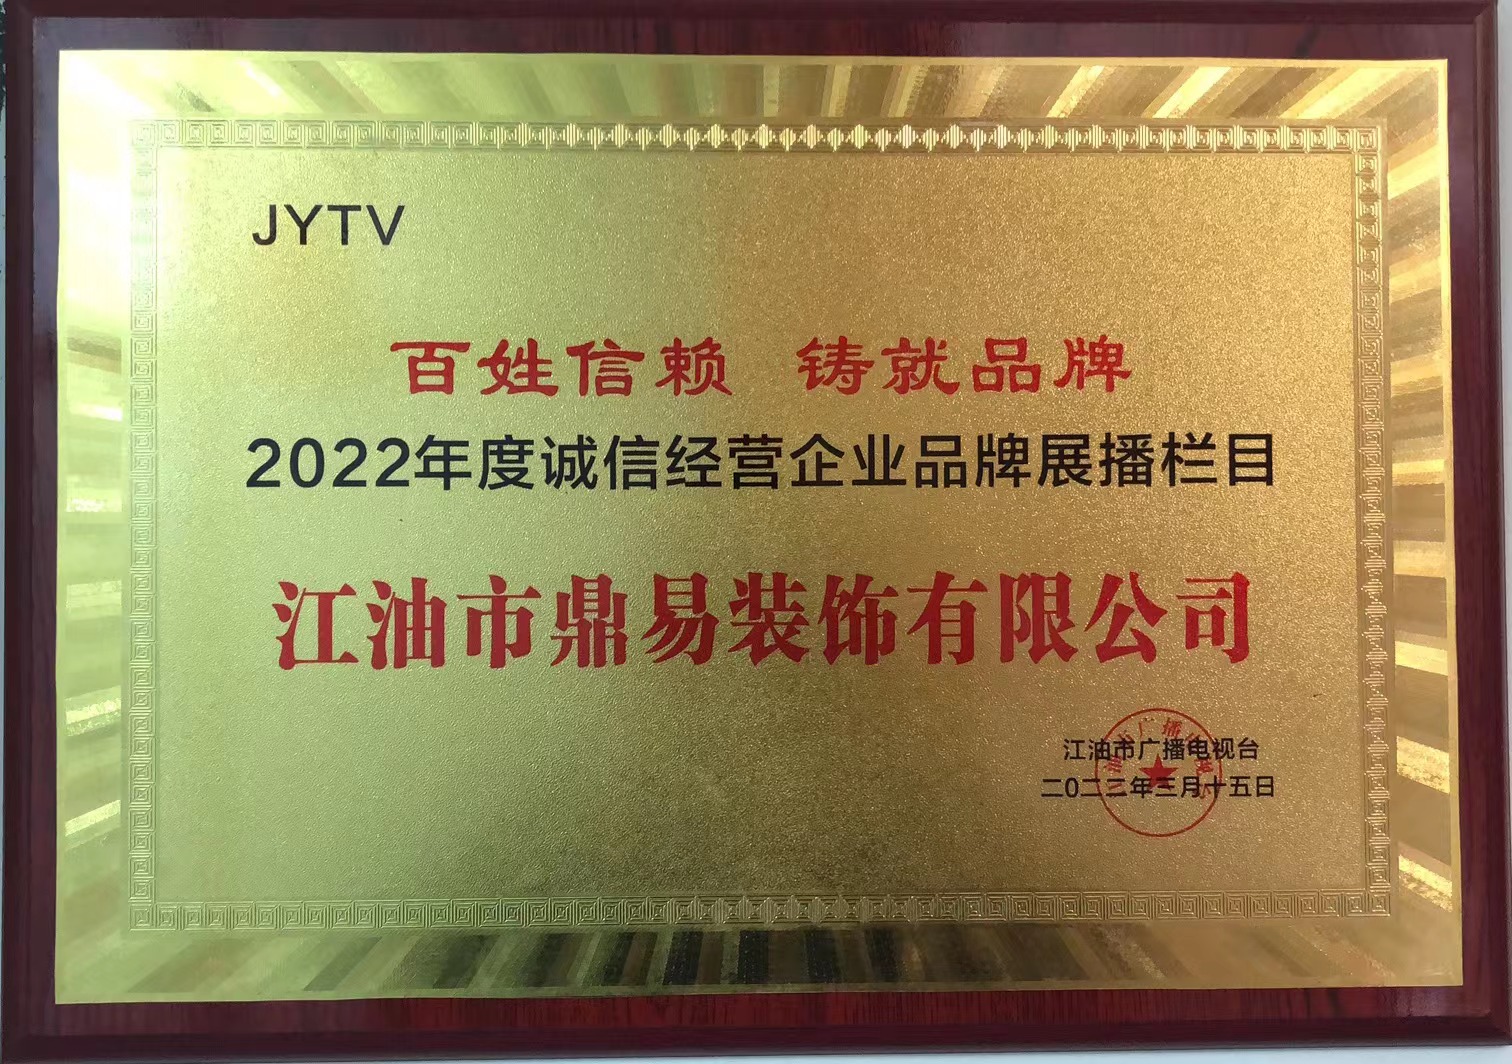 JYTV
百姓信赖 铸就品牌
2022年度诚信经营企业品牌展播栏目
江油市鼎易装饰有限公司
江油市广播电视台
二0二三年三月十五日